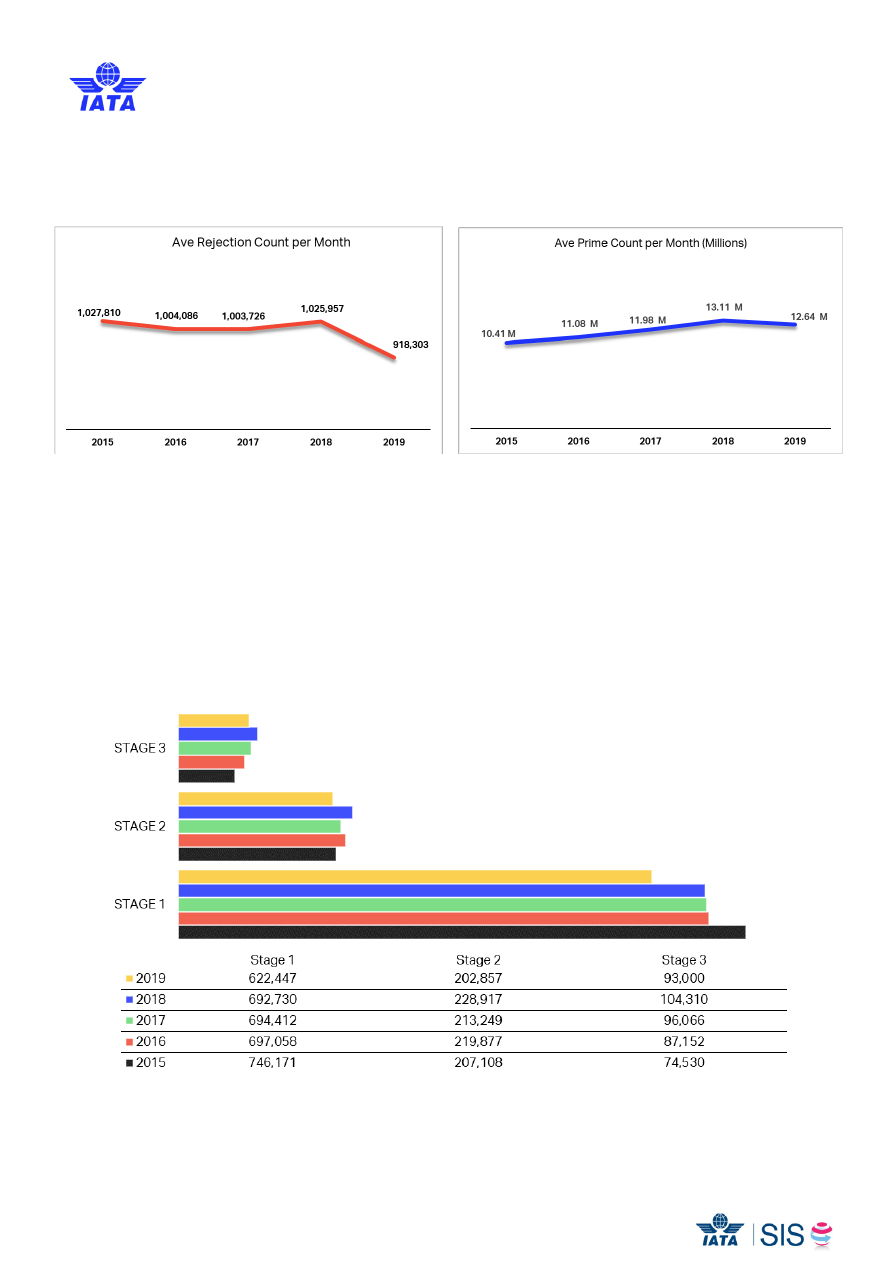 IATA
Ave Rejection Count per Month
1,027,810 1,004,086 1,003,726 1,025,957 918,303
2015 2016 2017 2018 2019
Ave Prime Count per Month (Millions)
10.41 M 11.08 M 11.98 M 13.11 M 12.64 M
2015 2016 2017 2018 2019
STAGE 3
STAGE 2
STAGE 1
Stage 1 Stage 2 Stage 3
2019 622,447 202,857 93,000
2018 692,730 228,917 104,310
2017 694,412 213,249 96,066
2016 697,058 219,877 87,152
2015 746,171 207,108 74,530
IATA SIS